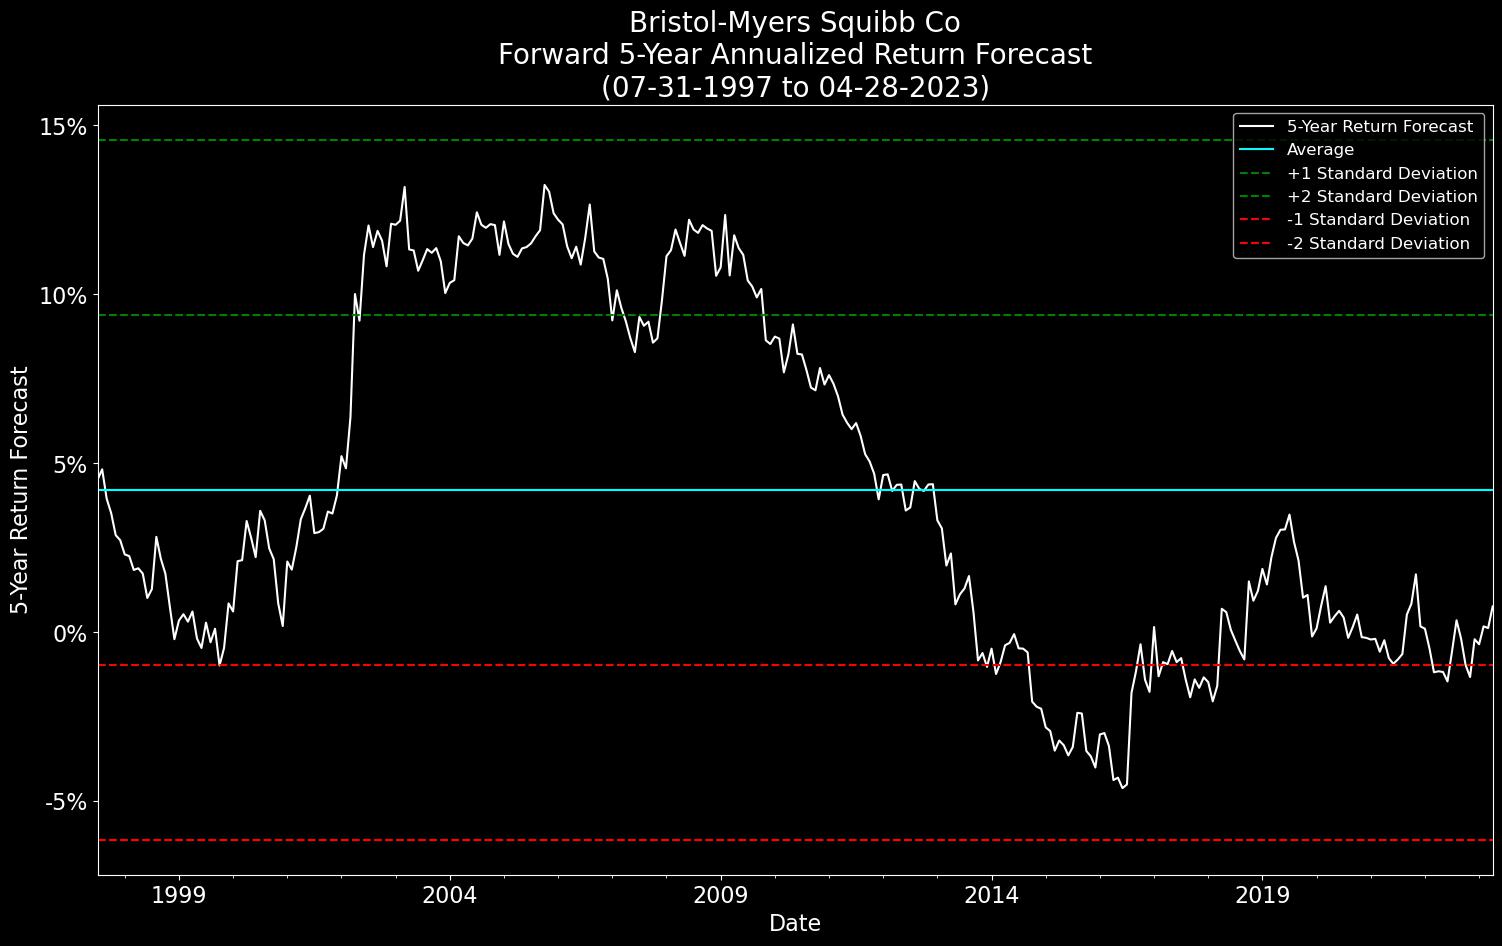 Bristol-Myers Squibb Co
Forward 5-Year Annualized Return Forecast
(07-31-1997 to 04-28-2023)
5-Year Return Forecast
Average
+1 Standard Deviation
+2 Standard Deviation
-1 Standard Deviation
-2 Standard Deviation
5-Year Return Forecast
15%
10%
5%
0%
-5%
1999
2004
2009
2014
2019
Date